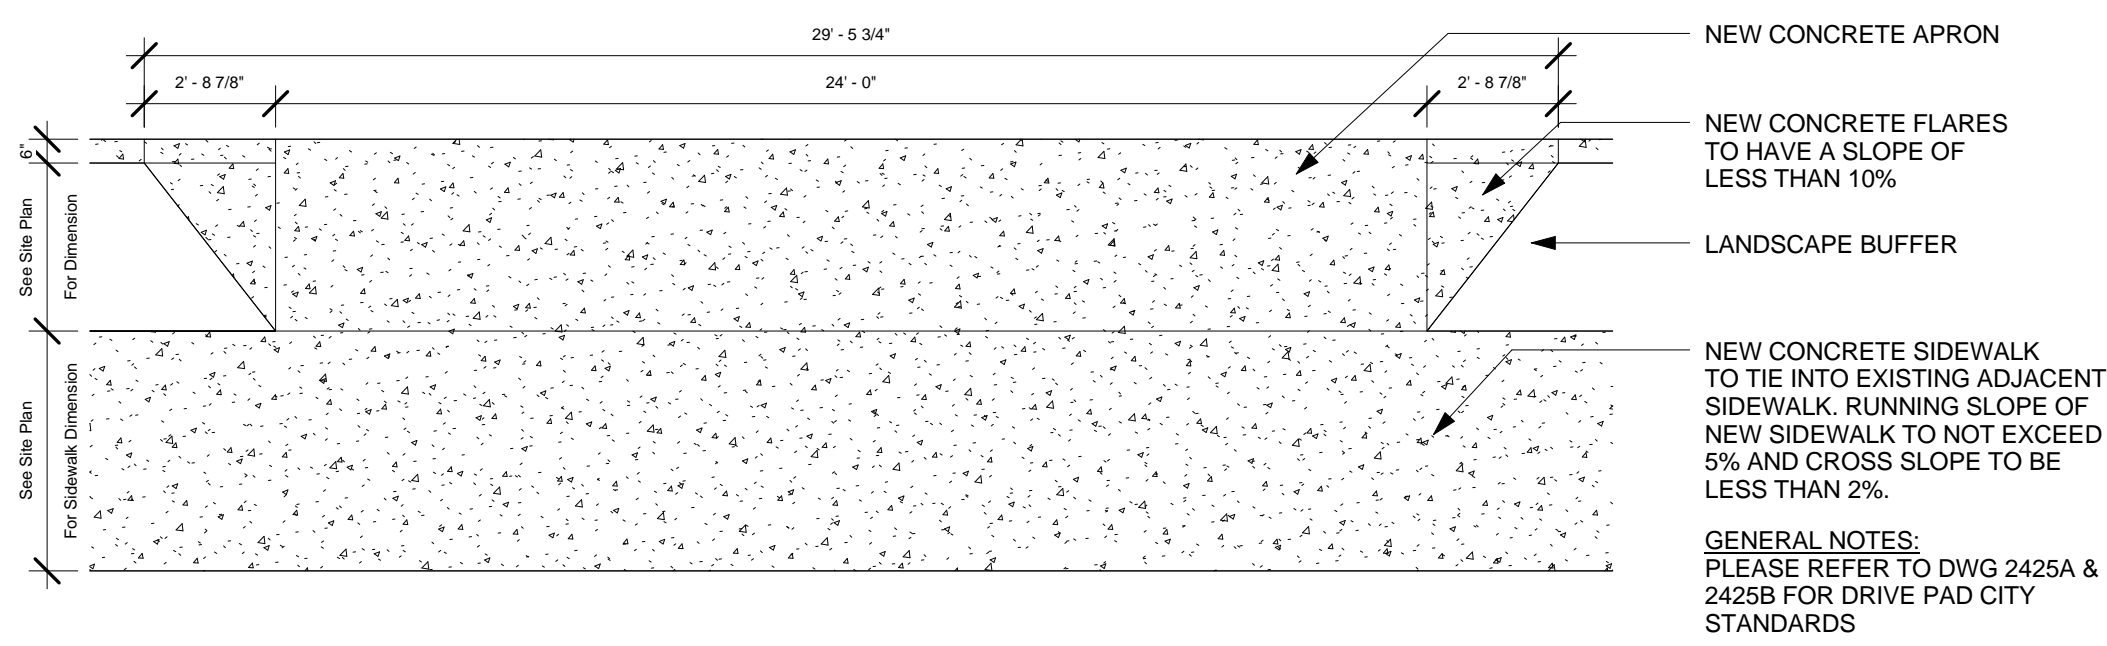 29' - 5 3/4"
2' - 8 7/8"
24' - 0"
2' - 8 7/8"
6"
See Site Plan
For Dimension
See Site Plan
For Sidewalk Dimension
NEW CONCRETE APRON
NEW CONCRETE FLARES
TO HAVE A SLOPE OF
LESS THAN 10%
LANDSCAPE BUFFER
NEW CONCRETE SIDEWALK
TO TIE INTO EXISTING ADJACENT
SIDEWALK. RUNNING SLOPE OF
NEW SIDEWALK TO NOT EXCEED
5% AND CROSS SLOPE TO BE
LESS THAN 2%.
GENERAL NOTES:
PLEASE REFER TO DWG 2425A &
2425B FOR DRIVE PAD CITY
STANDARDS